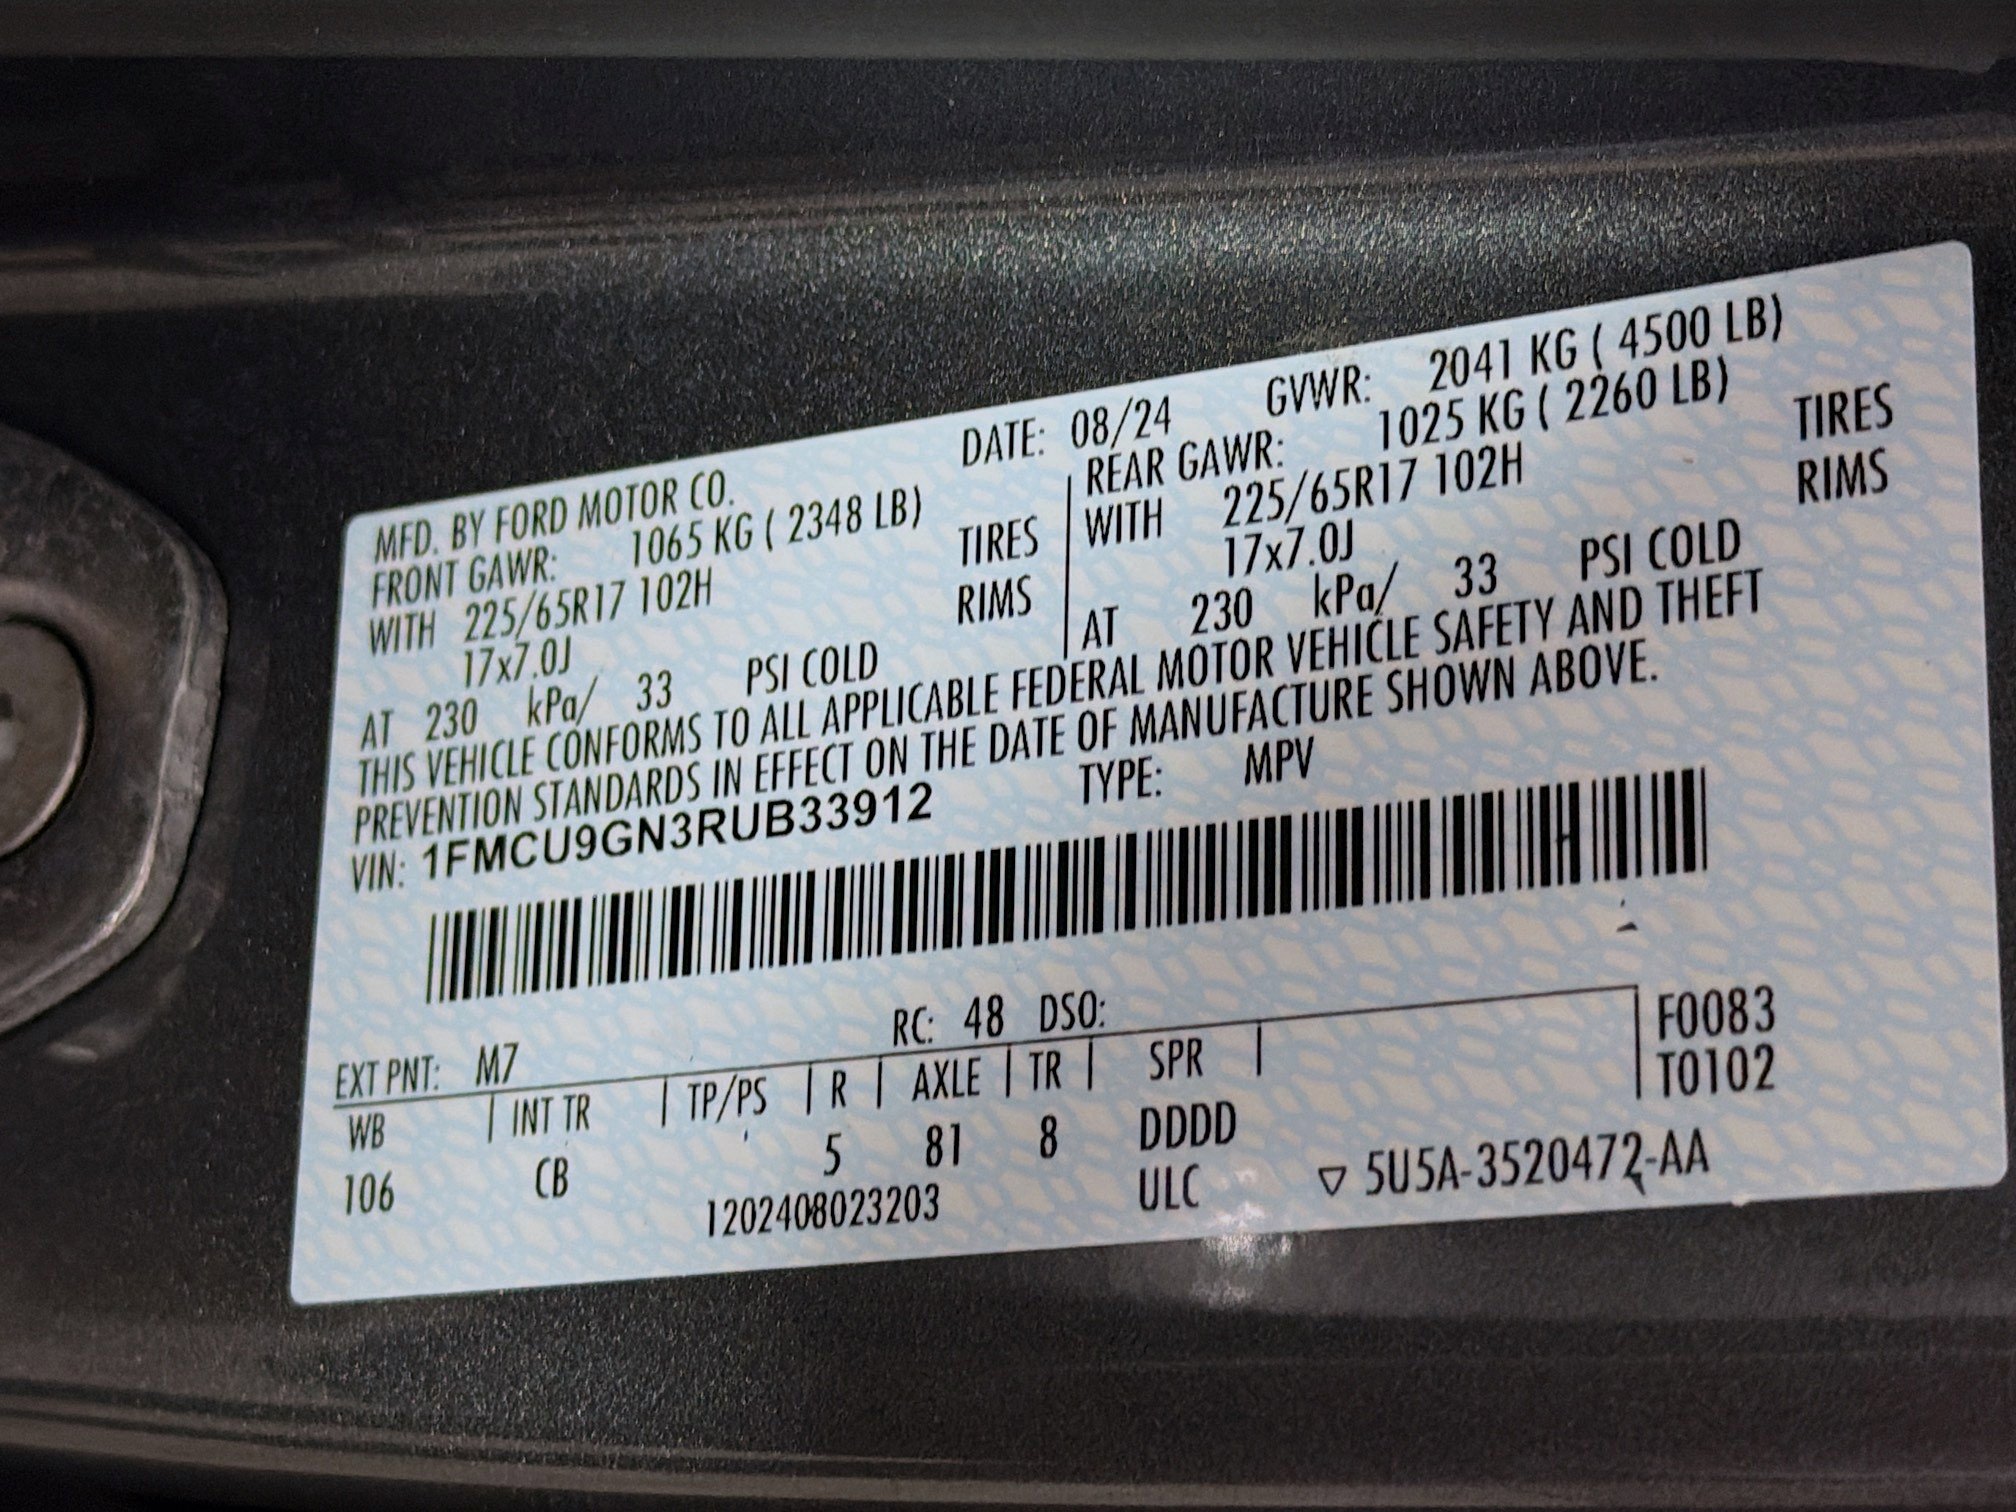 MFD. BY FORD MOTOR CO. DATE: 08/24 GVWR: 2041 KG ( 4500 LB)
FRONT GAWR: 1065 KG ( 2348 LB) REAR GAWR: 1025 KG ( 2260 LB)
WITH 225/65R17 102H TIRES WITH 225/65R17 102H TIRES
17x7.0J RIMS 17x7.0J RIMS
AT 230 kPa/ 33 PSI COLD AT 230 kPa/ 33 PSI COLD
THIS VEHICLE CONFORMS TO ALL APPLICABLE FEDERAL MOTOR VEHICLE SAFETY AND THEFT
PREVENTION STANDARDS IN EFFECT ON THE DATE OF MANUFACTURE SHOWN ABOVE.
VIN: 1FMCU9GN3RUB33912 TYPE: MPV
EXT PNT: M7 RC: 48 DSO: F0083
WB INT TR TP/PS R AXLE TR SPR T0102
106 CB 5 81 8 DDDD
1202408023203 ULC ▽ 5U5A-3520472-AA